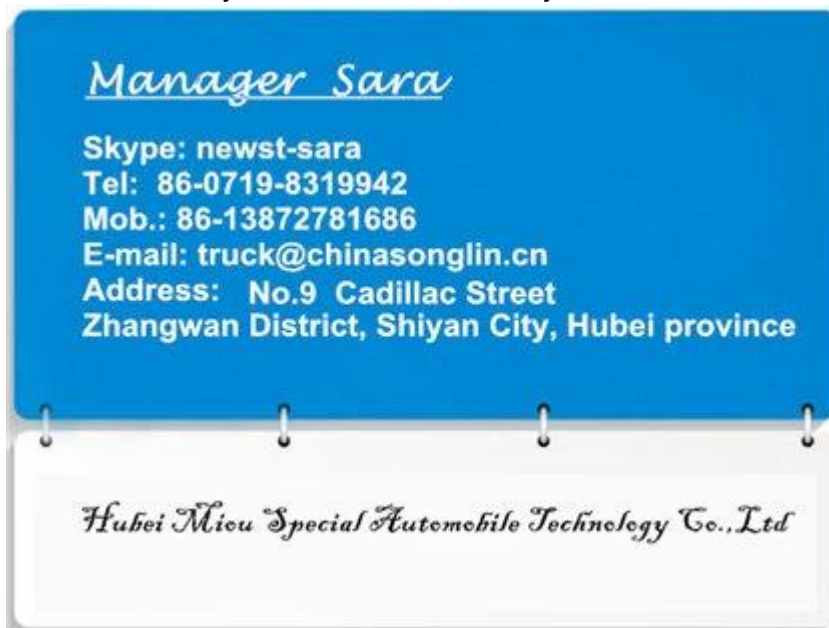 Manager Sara
Skype: newst-sara
Tel: 86-0719-8319942
Mob.: 86-13872781686
E-mail: truck@chinasonglin.cn
Address: No.9 Cadillac Street
Zhangwan District, Shiyan City, Hubei province
Hubei Miou Special Automobile Technology Co.,Ltd